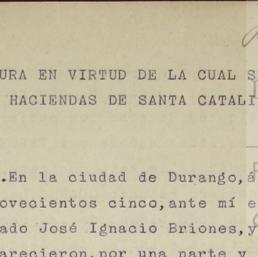 URA EN VIRTUD DE LA CUAL S
HACIENDAS DE SANTA CATALI
.En la ciudad de Durango,á
ovecientos cinco,ante mí e
ado José Ignacio Briones,y
arecieron,por una parte y